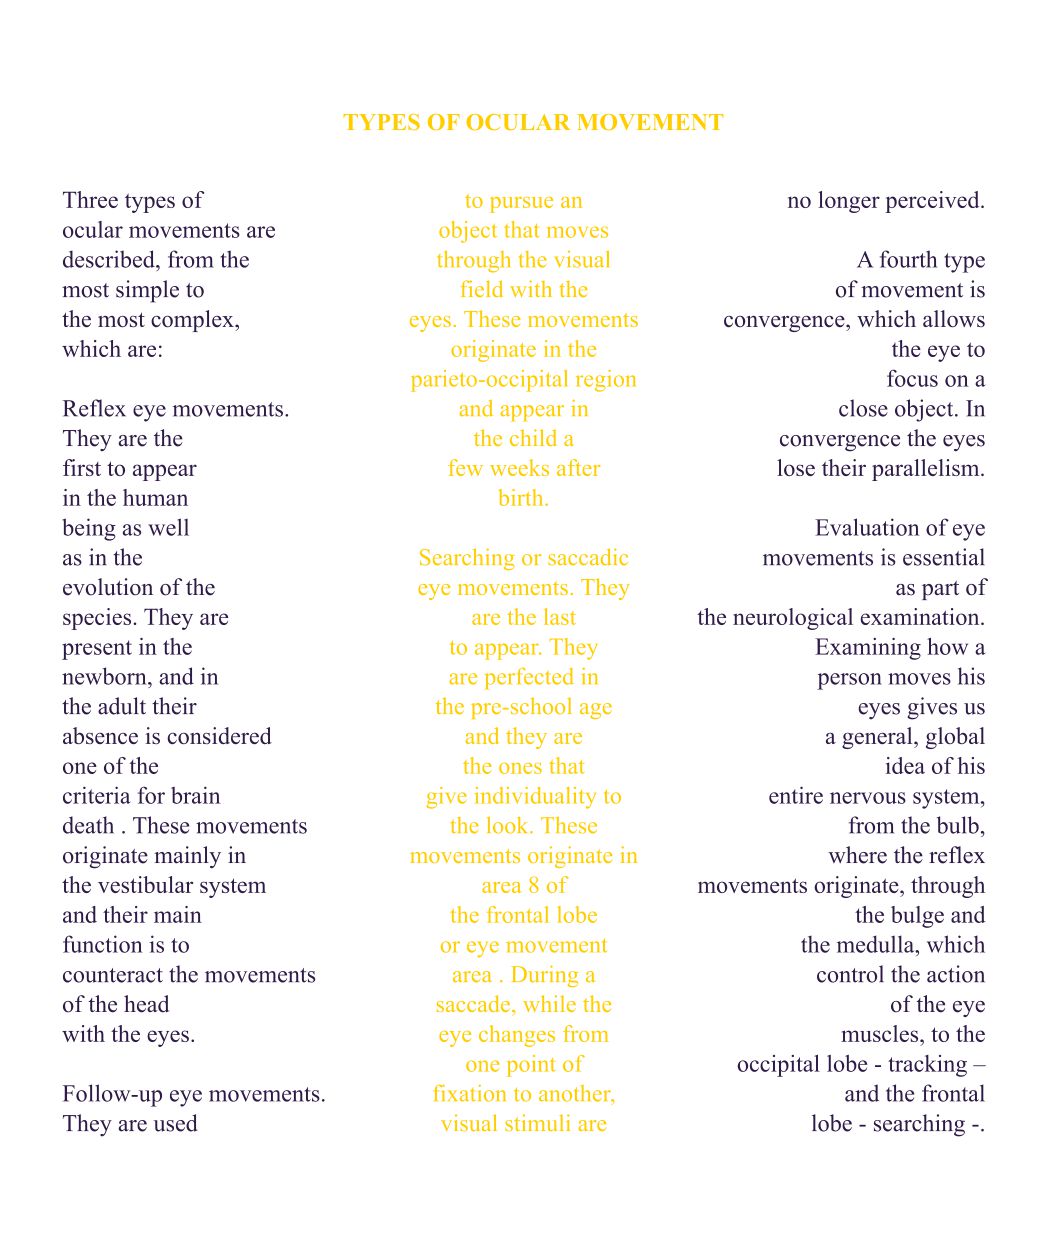 TYPES OF OCULAR MOVEMENT
Three types of
ocular movements are
described, from the
most simple to
the most complex,
which are:
Reflex eye movements.
They are the
first to appear
in the human
being as well
as in the
evolution of the
species. They are
present in the
newborn, and in
the adult their
absence is considered
one of the
criteria for brain
death . These movements
originate mainly in
the vestibular system
and their main
function is to
counteract the movements
of the head
with the eyes.
Follow-up eye movements.
They are used
to pursue an
object that moves
through the visual
field with the
eyes. These movements
originate in the
parieto-occipital region
and appear in
the child a
few weeks after
birth.
Searching or saccadic
eye movements. They
are the last
to appear. They
are perfected in
the pre-school age
and they are
the ones that
give individuality to
the look. These
movements originate in
area 8 of
the frontal lobe
or eye movement
area . During a
saccade, while the
eye changes from
one point of
fixation to another,
visual stimuli are
no longer perceived.
A fourth type
of movement is
convergence, which allows
the eye to
focus on a
close object. In
convergence the eyes
lose their parallelism.
Evaluation of eye
movements is essential
as part of
the neurological examination.
Examining how a
person moves his
eyes gives us
a general, global
idea of his
entire nervous system,
from the bulb,
where the reflex
movements originate, through
the bulge and
the medulla, which
control the action
of the eye
muscles, to the
occipital lobe - tracking –
and the frontal
lobe - searching -.